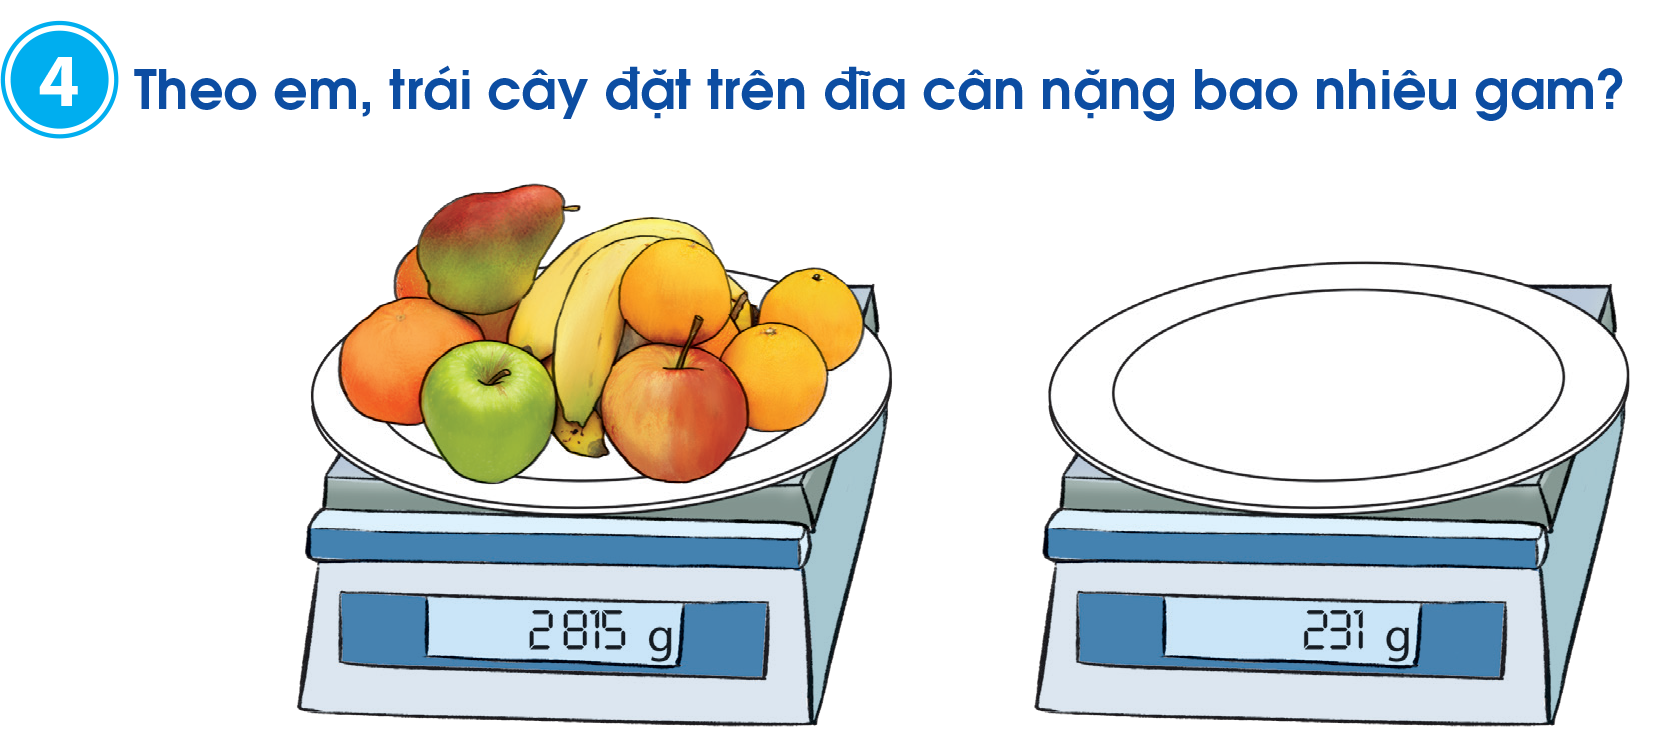 4 Theo em, trái cây đặt trên đĩa cân nặng bao nhiêu gam?
2 815 g
231 g